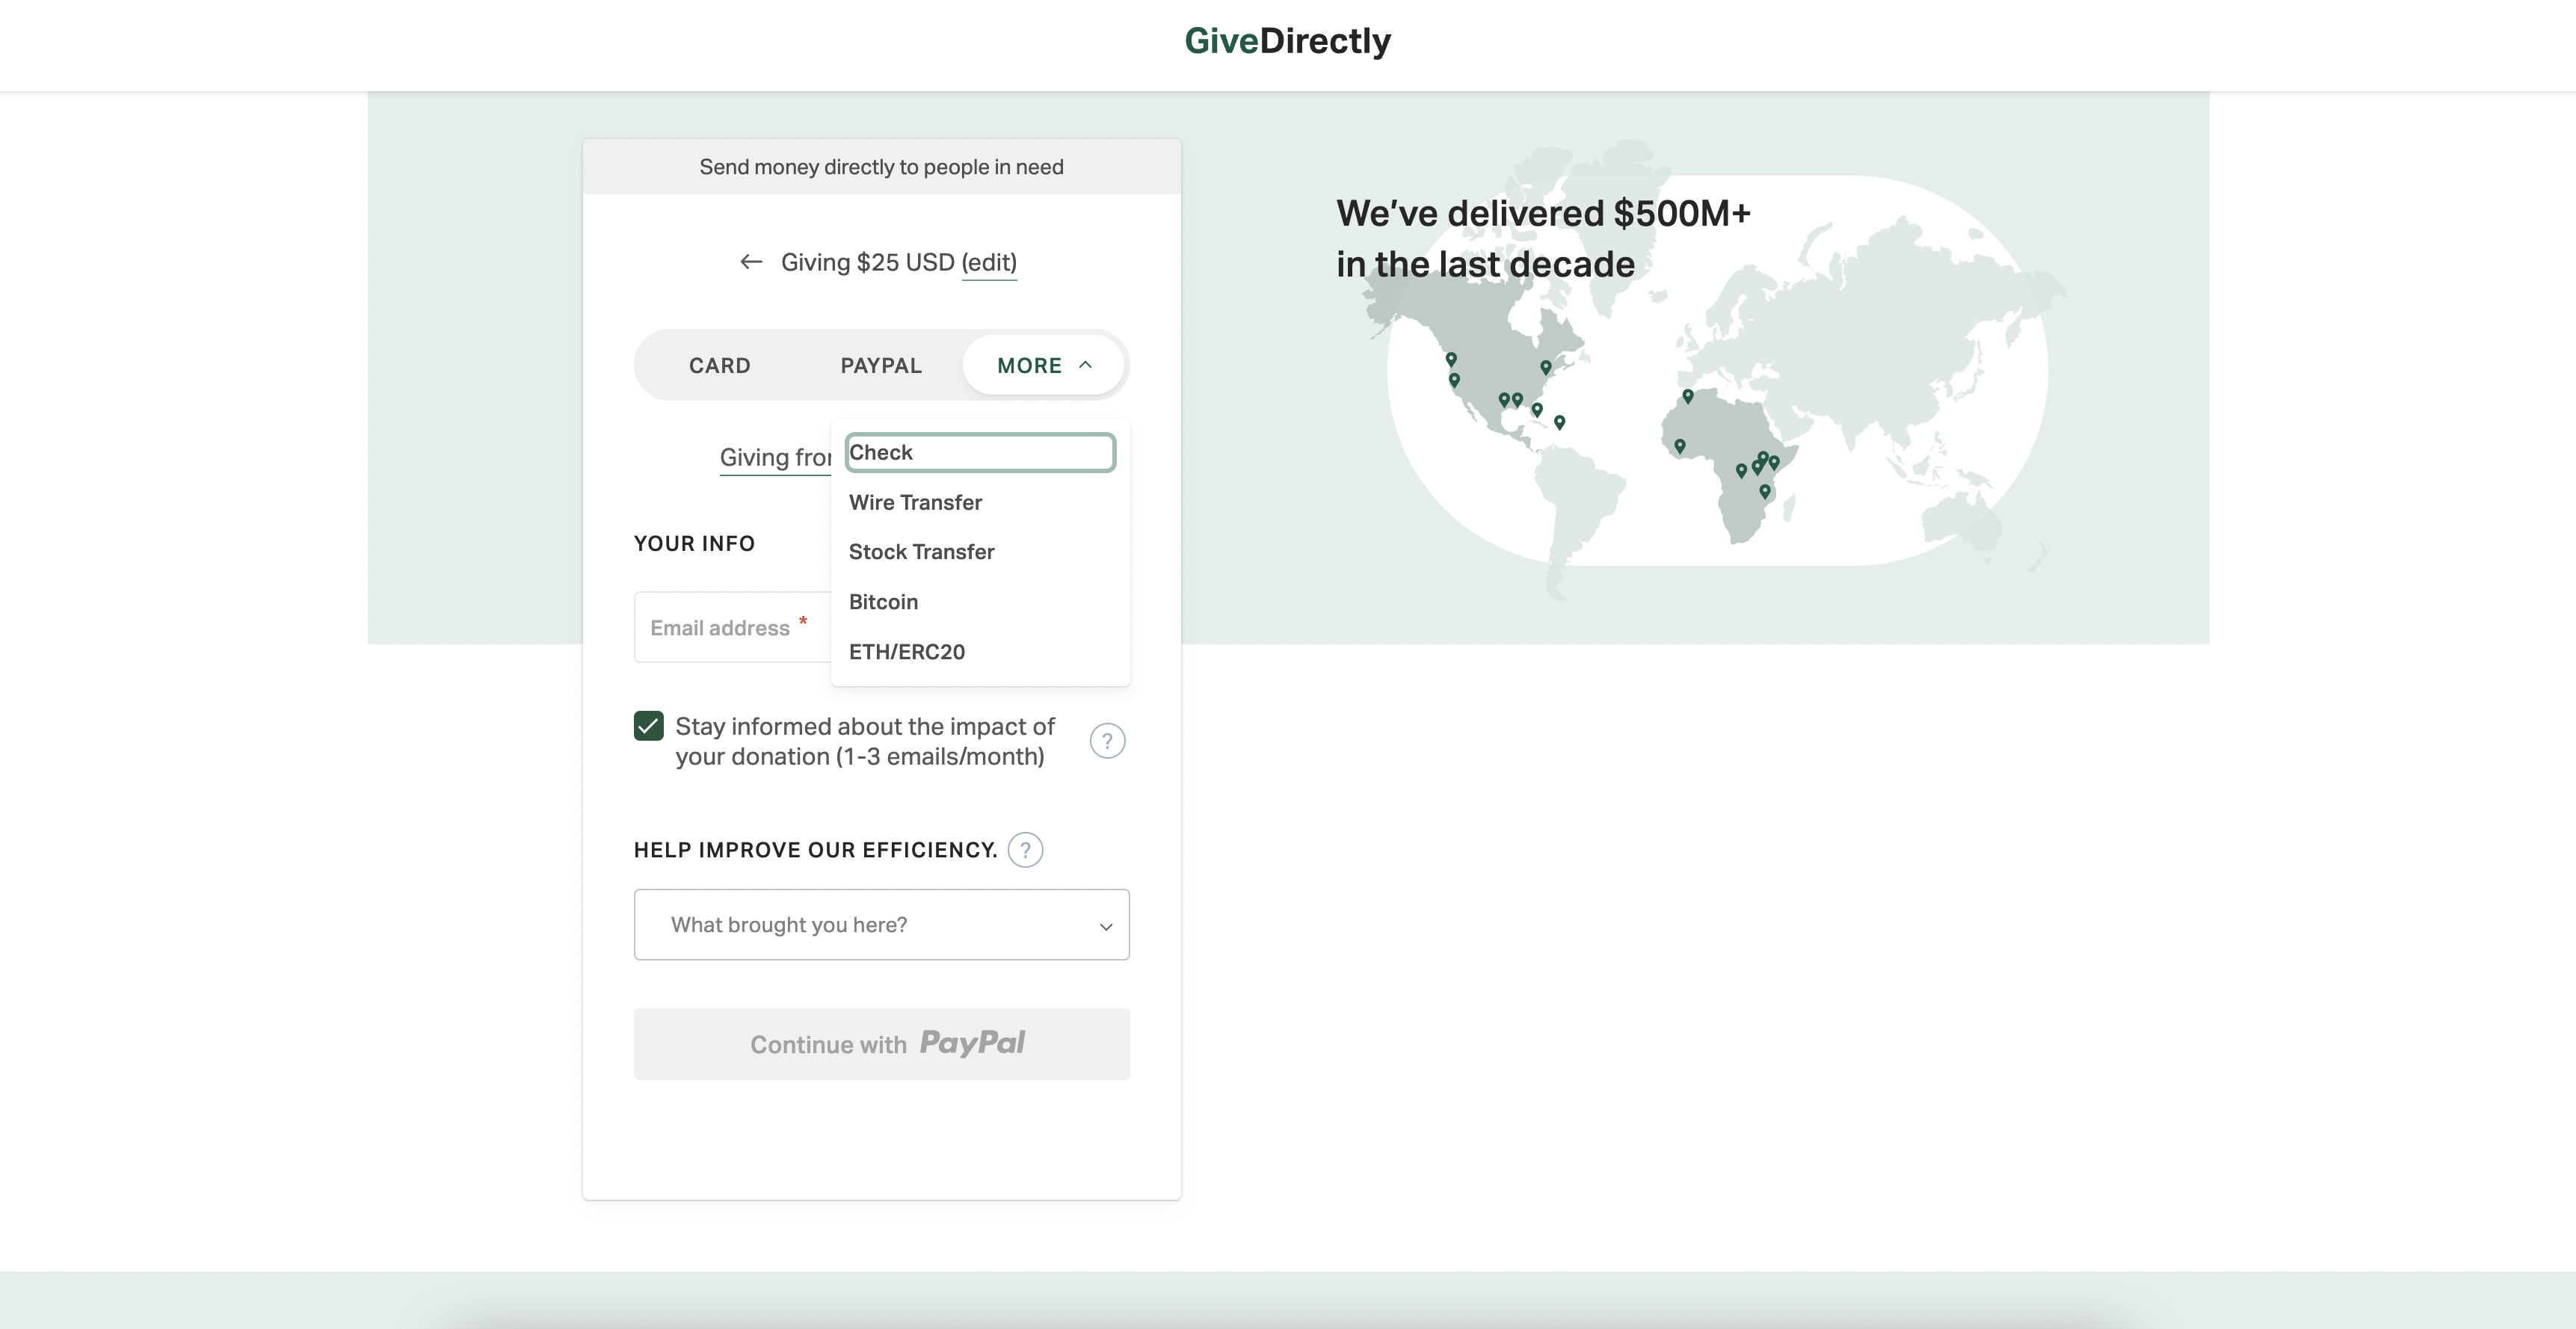 GiveDirectly
Send money directly to people in need
← Giving $25 USD (edit)
CARD
PAYPAL
MORE
Giving
Check
Wire Transfer
Stock Transfer
Bitcoin
ETH/ERC20
YOUR INFO
Email address *
Stay informed about the impact of
your donation (1-3 emails/month)
?
HELP IMPROVE OUR EFFICIENCY. ?
What brought you here?
Continue with PayPal
We've delivered $500M+
in the last decade